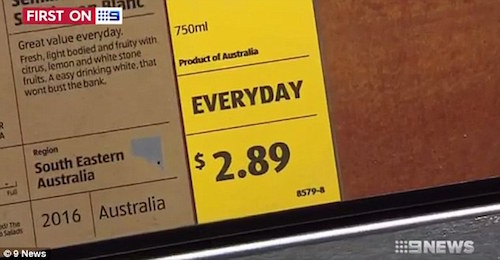 FIRST ON 9
Blanc
Great value everyday.
Fresh, light bodied and fruity with
citrus, lemon and white stone
fruits. A easy drinking white, that
wont bust the bank.
Region
South Eastern
Australia
Full
2016
Australia
750ml
Product of Australia
EVERYDAY
$2.89
8579-8
© 9 News
9NEWS